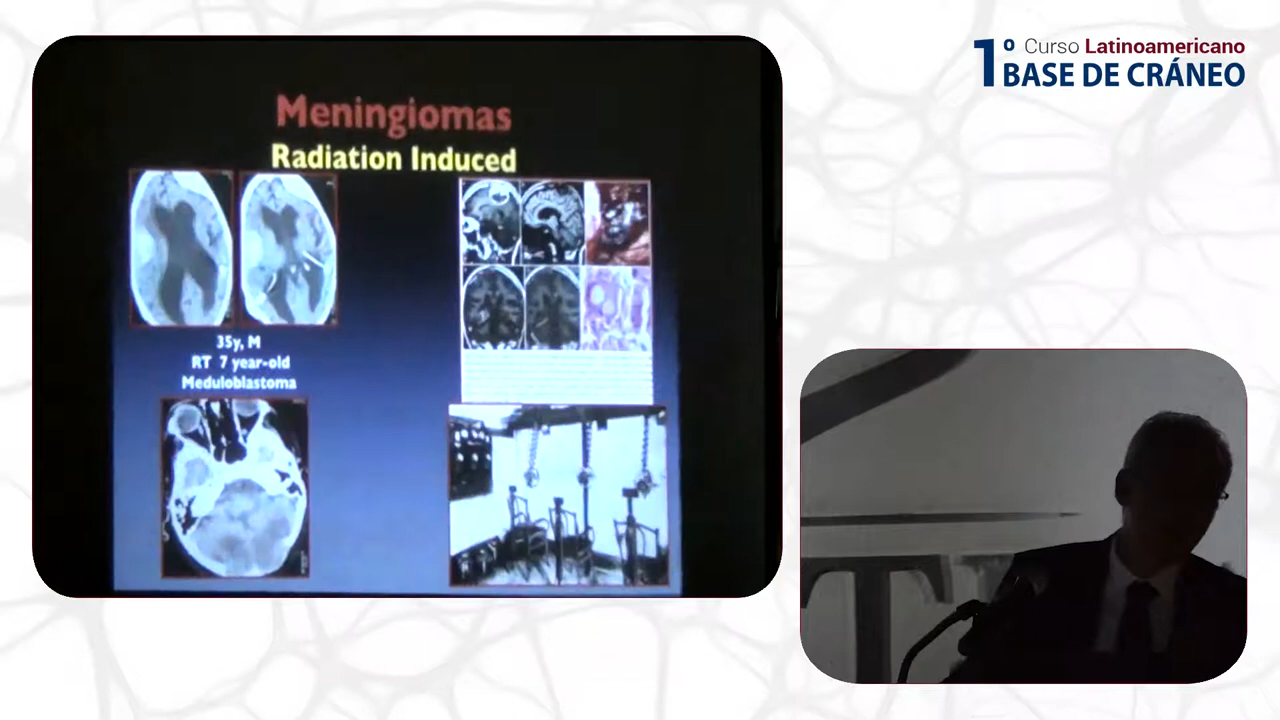 1º Curso Latinoamericano
BASE DE CRÁNEO
Meningiomas
Radiation Induced
35y, M
RT 7 year-old
Meduloblastoma